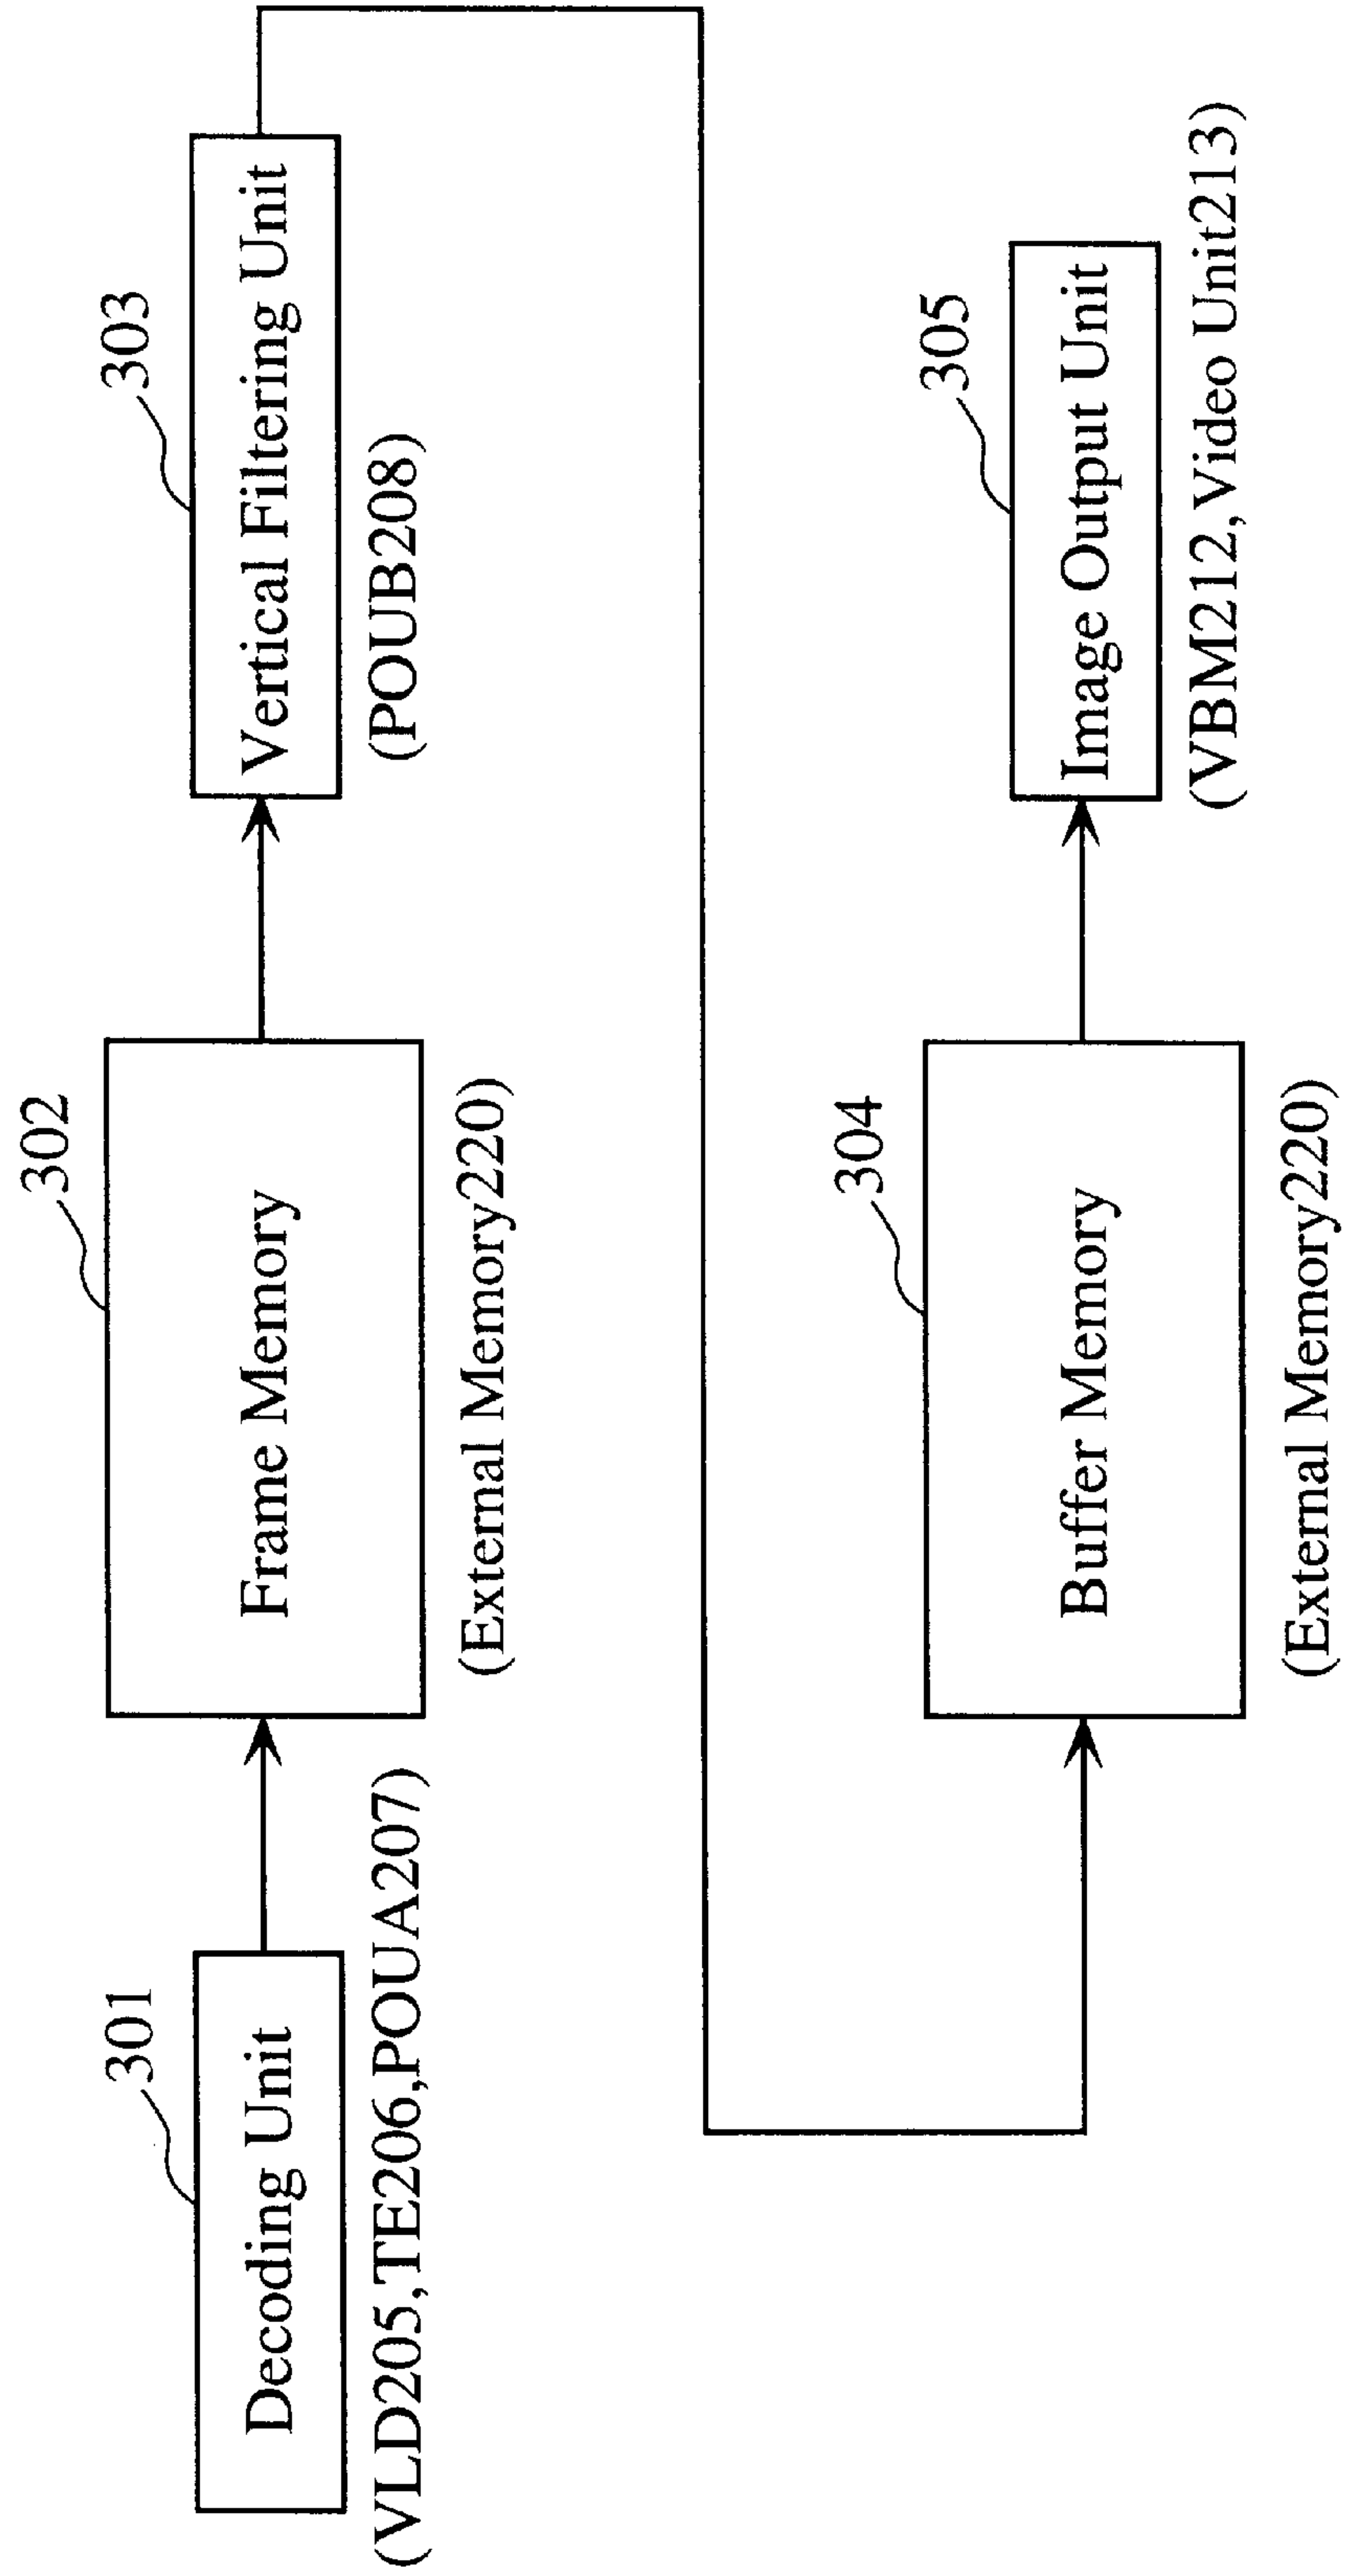 301
Decoding Unit
(VLD205,TE206,POUA207)
302
Frame Memory
(External Memory220)
303
Vertical Filtering Unit
(POUB208)
304
Buffer Memory
(External Memory220)
305
Image Output Unit
(VBM212,Video Unit213)